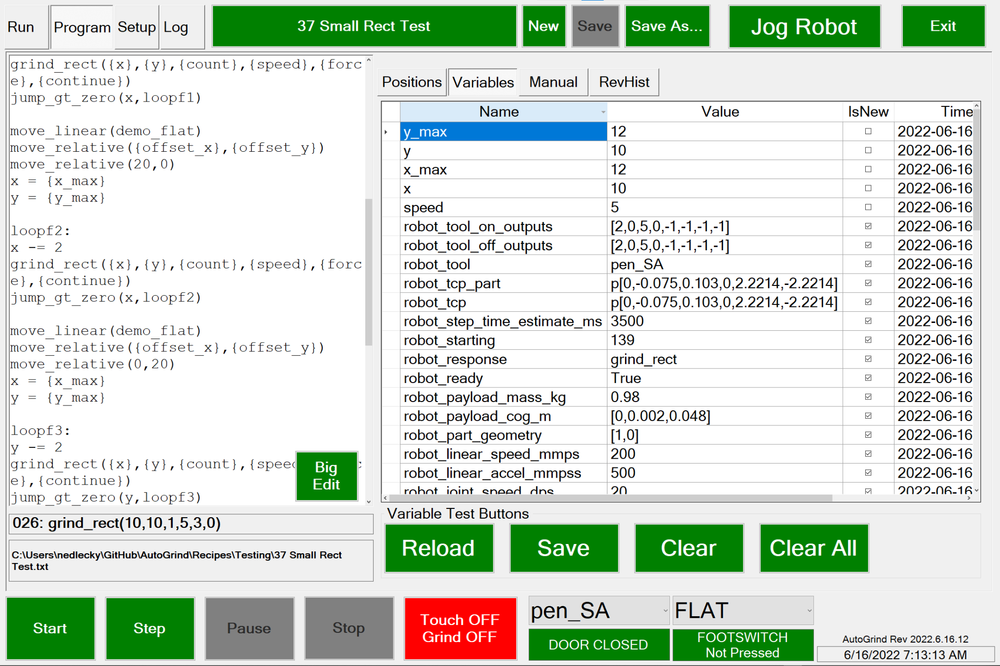 Run
Program
Setup
Log
37 Small Rect Test
New
Save
Save As...
Jog Robot
Exit
grind_rect({x},{y},{count},{speed},{forc
e},{continue})
jump_gt_zero(x,loopf1)
move_linear(demo_flat)
move_relative({offset_x},{offset_y})
move_relative(20,0)
x = {x_max}
y = {y_max}
loopf2:
x -= 2
grind_rect({x},{y},{count},{speed},{forc
e},{continue})
jump_gt_zero(x,loopf2)
move_linear(demo_flat)
move_relative({offset_x},{offset_y})
move_relative(0,20)
x = {x_max}
y = {y_max}
loopf3:
y -= 2
grind_rect({x},{y},{count},{speed
e},{continue})
jump_gt_zero(y,loopf3)
Big
Edit
026: grind_rect(10,10,1,5,3,0)
C:\Users\nedlecky\GitHub\AutoGrind\Recipes\Testing\37 Small Rect
Test.txt
Positions
Variables
Manual
RevHist
Name Value IsNew Time
y_max 12 2022-06-16
y 10 2022-06-16
x_max 12 2022-06-16
x 10 2022-06-16
speed 5 2022-06-16
robot_tool_on_outputs [2,0,5,0,-1,-1,-1,-1] 2022-06-16
robot_tool_off_outputs [2,0,5,0,-1,-1,-1,-1] 2022-06-16
robot_tool pen_SA 2022-06-16
robot_tcp_part p[0,-0.075,0.103,0,2.2214,-2.2214] 2022-06-16
robot_tcp p[0,-0.075,0.103,0,2.2214,-2.2214] 2022-06-16
robot_step_time_estimate_ms 3500 2022-06-16
robot_starting 139 2022-06-16
robot_response grind_rect 2022-06-16
robot_ready True 2022-06-16
robot_payload_mass_kg 0.98 2022-06-16
robot_payload_cog_m [0,0.002,0.048] 2022-06-16
robot_part_geometry [1,0] 2022-06-16
robot_linear_speed_mmps 200 2022-06-16
robot_linear_accel_mmpss 500 2022-06-16
robot_joint_speed_dps 20 2022-06-16
Variable Test Buttons
Reload
Save
Clear
Clear All
Start
Step
Pause
Stop
Touch OFF
Grind OFF
pen_SA
FLAT
DOOR CLOSED
FOOTSWITCH
Not Pressed
AutoGrind Rev 2022.6.16.12
6/16/2022 7:13:13 AM